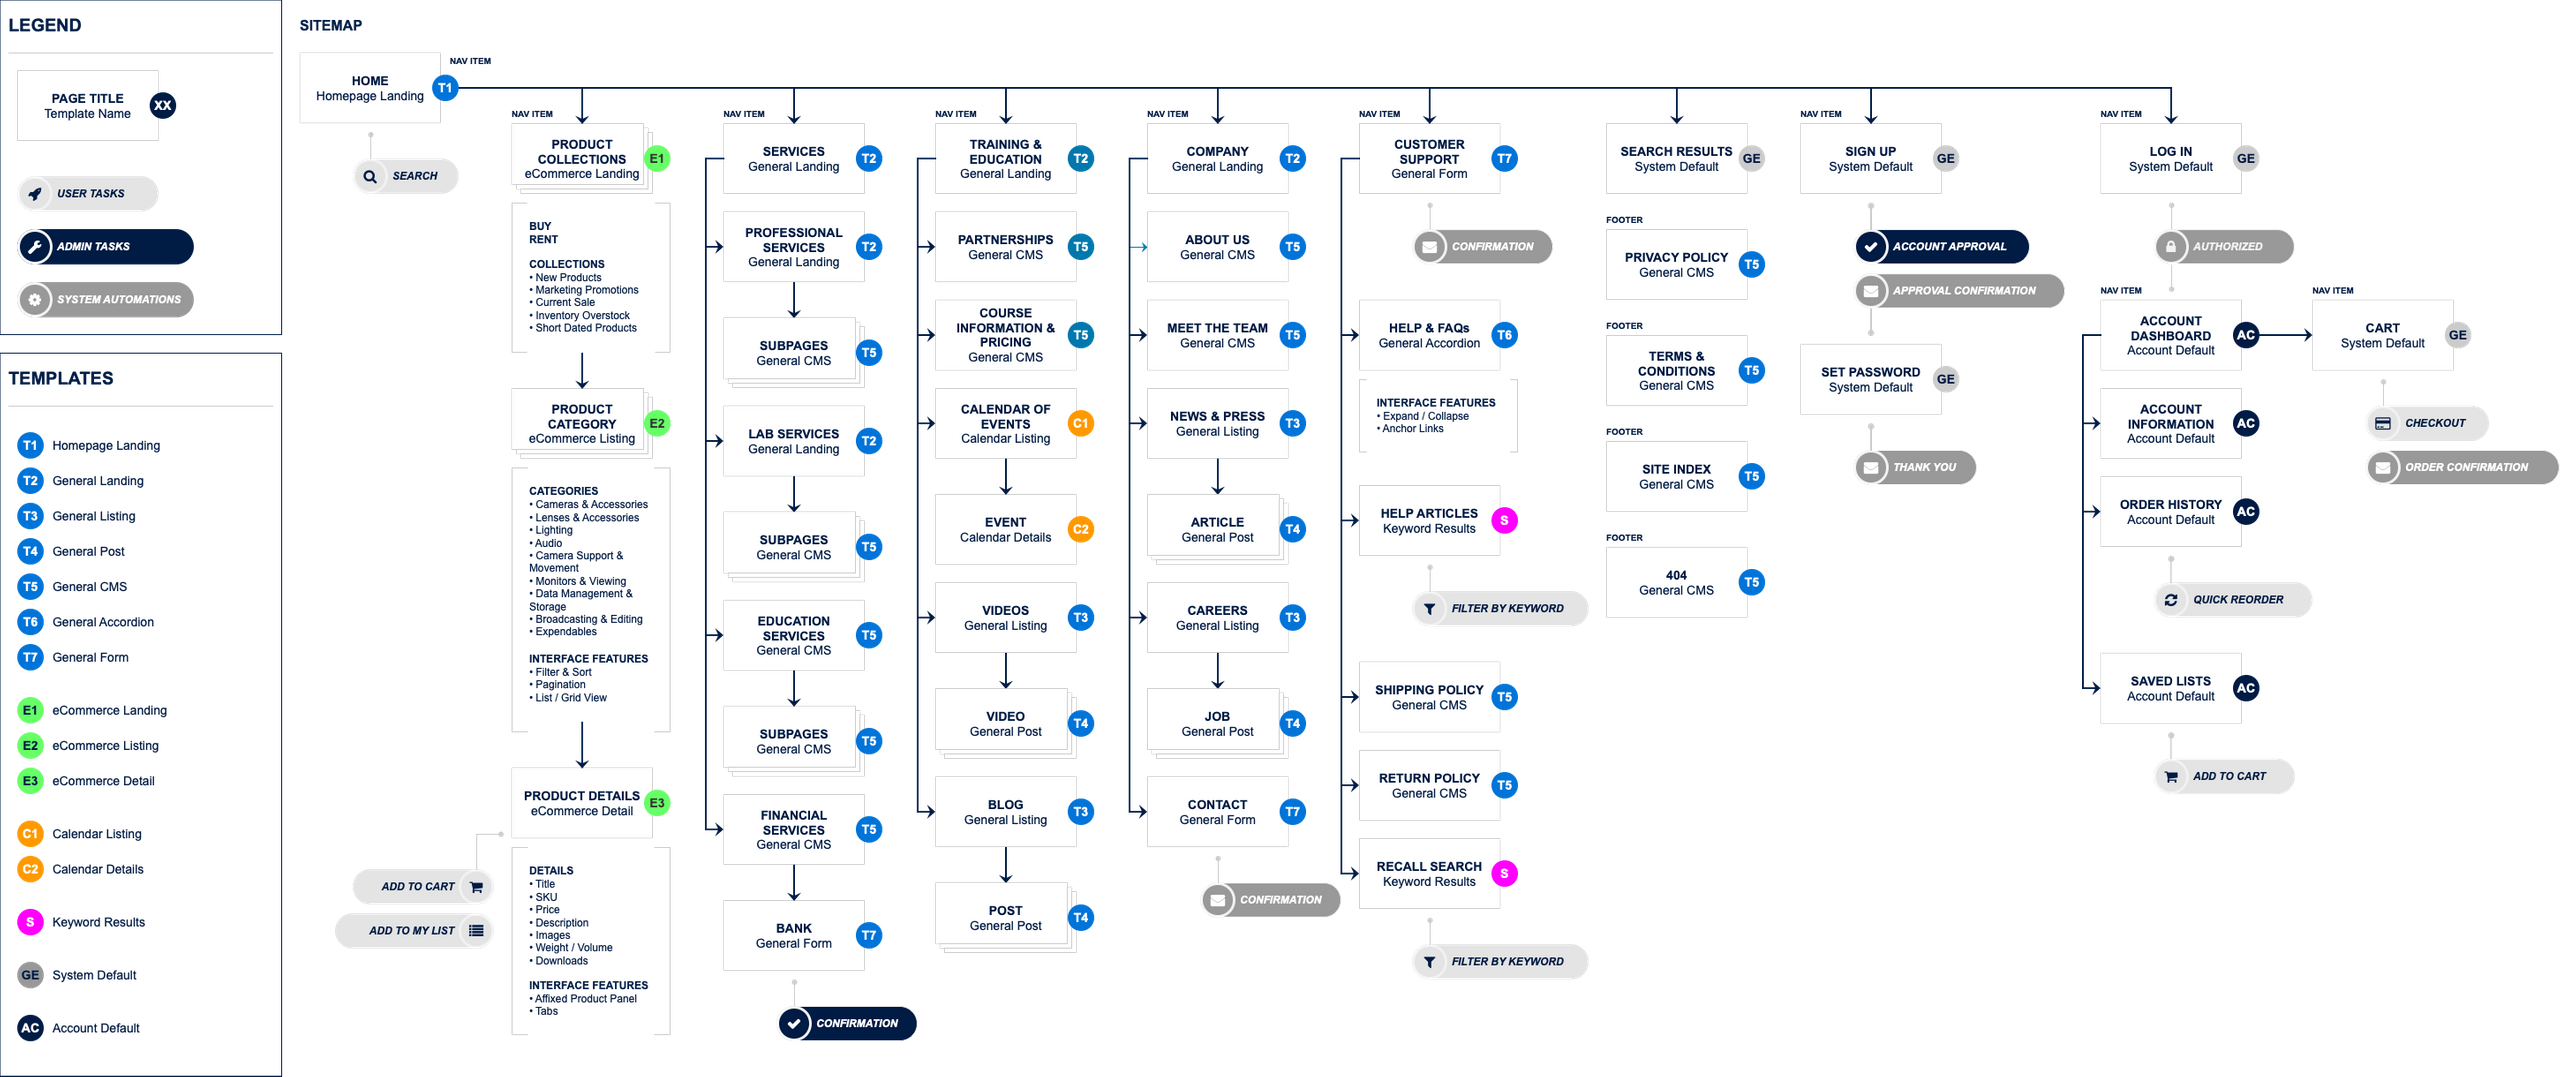 LEGEND
PAGE TITLE
Template Name
XX
USER TASKS
ADMIN TASKS
SYSTEM AUTOMATIONS
TEMPLATES
T1 Homepage Landing
T2 General Landing
T3 General Listing
T4 General Post
T5 General CMS
T6 General Accordion
T7 General Form
E1 eCommerce Landing
E2 eCommerce Listing
E3 eCommerce Detail
C1 Calendar Listing
C2 Calendar Details
S Keyword Results
GE System Default
AC Account Default
SITEMAP
NAV ITEM
HOME
Homepage Landing
T1
SEARCH
NAV ITEM
PRODUCT
COLLECTIONS
eCommerce Landing
E1
BUY
RENT
COLLECTIONS
• New Products
• Marketing Promotions
• Current Sale
• Inventory Overstock
• Short Dated Products
PRODUCT
CATEGORY
eCommerce Listing
E2
CATEGORIES
• Cameras & Accessories
• Lenses & Accessories
• Lighting
• Audio
• Camera Support &
Movement
• Monitors & Viewing
• Data Management &
Storage
• Broadcasting & Editing
• Expendables
INTERFACE FEATURES
• Filter & Sort
• Pagination
• List / Grid View
PRODUCT DETAILS
eCommerce Detail
E3
ADD TO CART
ADD TO MY LIST
DETAILS
• Title
• SKU
• Price
• Description
• Images
• Weight / Volume
• Downloads
INTERFACE FEATURES
• Affixed Product Panel
• Tabs
NAV ITEM
SERVICES
General Landing
T2
PROFESSIONAL
SERVICES
General Landing
T2
SUBPAGES
General CMS
T5
LAB SERVICES
General Landing
T2
SUBPAGES
General CMS
T5
EDUCATION
SERVICES
General CMS
T5
SUBPAGES
General CMS
T5
FINANCIAL
SERVICES
General CMS
T5
BANK
General Form
T7
CONFIRMATION
NAV ITEM
TRAINING &
EDUCATION
General Landing
T2
PARTNERSHIPS
General CMS
T5
COURSE
INFORMATION &
PRICING
General CMS
T5
CALENDAR OF
EVENTS
Calendar Listing
C1
EVENT
Calendar Details
C2
VIDEOS
General Listing
T3
VIDEO
General Post
T4
BLOG
General Listing
T3
POST
General Post
T4
NAV ITEM
COMPANY
General Landing
T2
ABOUT US
General CMS
T5
MEET THE TEAM
General CMS
T5
NEWS & PRESS
General Listing
T3
ARTICLE
General Post
T4
CAREERS
General Listing
T3
JOB
General Post
T4
CONTACT
General Form
T7
CONFIRMATION
NAV ITEM
CUSTOMER
SUPPORT
General Form
T7
CONFIRMATION
HELP & FAQs
General Accordion
T6
INTERFACE FEATURES
• Expand / Collapse
• Anchor Links
HELP ARTICLES
Keyword Results
S
FILTER BY KEYWORD
SHIPPING POLICY
General CMS
T5
RETURN POLICY
General CMS
T5
RECALL SEARCH
Keyword Results
S
FILTER BY KEYWORD
SEARCH RESULTS
System Default
GE
FOOTER
PRIVACY POLICY
General CMS
T5
FOOTER
TERMS &
CONDITIONS
General CMS
T5
FOOTER
SITE INDEX
General CMS
T5
FOOTER
404
General CMS
T5
NAV ITEM
SIGN UP
System Default
GE
ACCOUNT APPROVAL
APPROVAL CONFIRMATION
SET PASSWORD
System Default
GE
THANK YOU
NAV ITEM
LOG IN
System Default
GE
AUTHORIZED
NAV ITEM
ACCOUNT
DASHBOARD
Account Default
AC
ACCOUNT
INFORMATION
Account Default
AC
ORDER HISTORY
Account Default
AC
QUICK REORDER
SAVED LISTS
Account Default
AC
ADD TO CART
NAV ITEM
CART
System Default
GE
CHECKOUT
ORDER CONFIRMATION